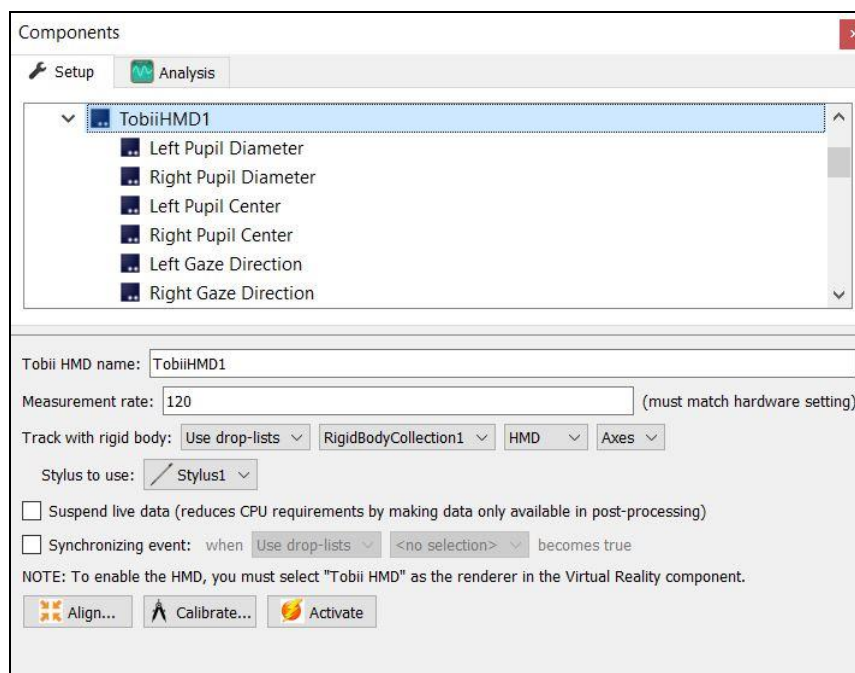 Components
Setup Analysis
TobiiHMD1
Left Pupil Diameter
Right Pupil Diameter
Left Pupil Center
Right Pupil Center
Left Gaze Direction
Right Gaze Direction
Tobii HMD name: TobiiHMD1
Measurement rate: 120 (must match hardware setting)
Track with rigid body: Use drop-lists RigidBodyCollection1 HMD Axes
Stylus to use: Stylus1
Suspend live data (reduces CPU requirements by making data only available in post-processing)
Synchronizing event: when Use drop-lists <no selection> becomes true
NOTE: To enable the HMD, you must select "Tobii HMD" as the renderer in the Virtual Reality component.
Align... Calibrate... Activate